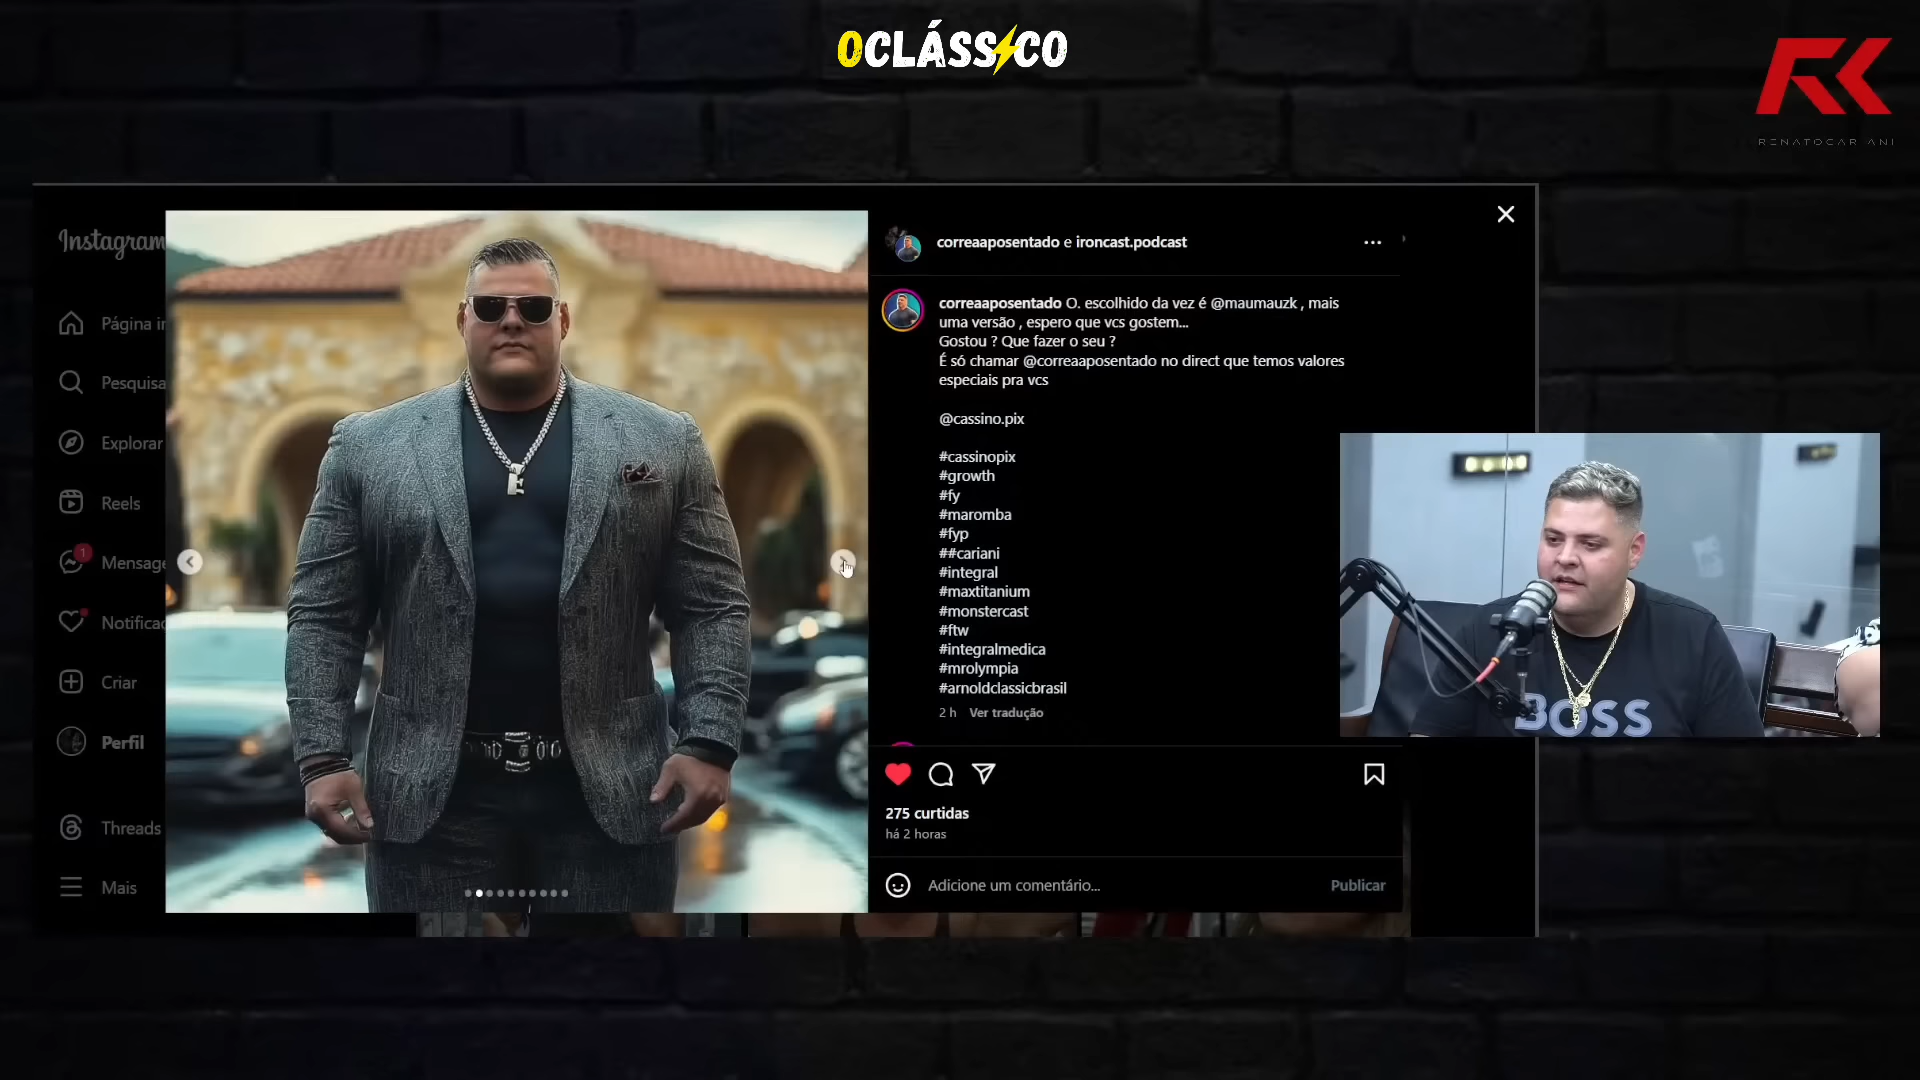 OCLÁSSICO
RENATOCARIANI
Instagram
Página in
Pesquisa
Explorar
Reels
1
Mensage
Notificaç
Criar
Perfil
Threads
Mais
correaaposentado e ironcast.podcast
correaaposentado O. escolhido da vez é @maumauzk , mais
uma versão , espero que vcs gostem...
Gostou ? Que fazer o seu ?
É só chamar @correaaposentado no direct que temos valores
especiais pra vcs
@cassino.pix
#cassinopix
#growth
#fy
#maromba
#fyp
##cariani
#integral
#maxtitanium
#monstercast
#ftw
#integralmedica
#mrolympia
#arnoldclassicbrasil
2 h Ver tradução
275 curtidas
há 2 horas
Adicione um comentário...
Publicar
BOSS